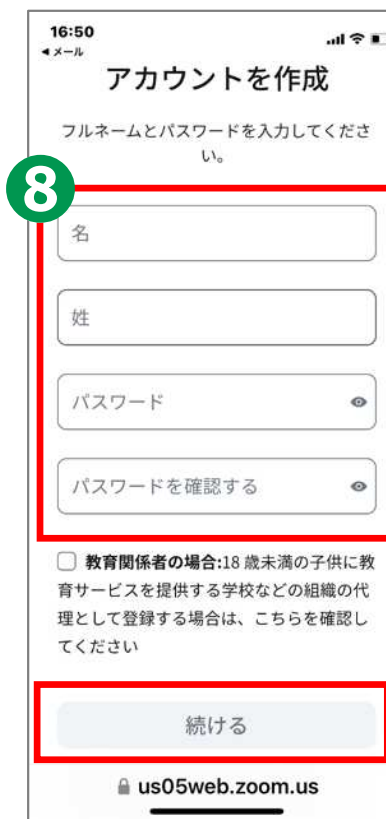 16:50
◀メール
アカウントを作成
フルネームとパスワードを入力してくださ
い。
8
名
姓
パスワード
パスワードを確認する
教育関係者の場合:18 歳未満の子供に教
育サービスを提供する学校などの組織の代
理として登録する場合は、こちらを確認し
てください
続ける
us05web.zoom.us